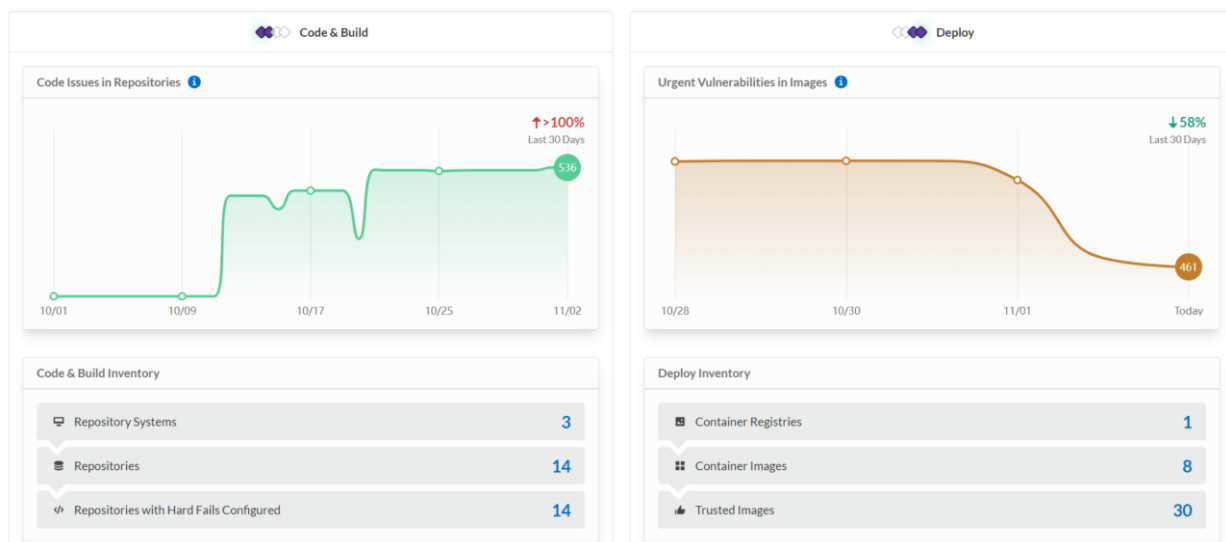 Code & Build
Code Issues in Repositories
>100%
Last 30 Days
536
10/01 10/09 10/17 10/25 11/02
Code & Build Inventory
Repository Systems 3
Repositories 14
Repositories with Hard Fails Configured 14
Deploy
Urgent Vulnerabilities in Images
58%
Last 30 Days
461
10/28 10/30 11/01 Today
Deploy Inventory
Container Registries 1
Container Images 8
Trusted Images 30